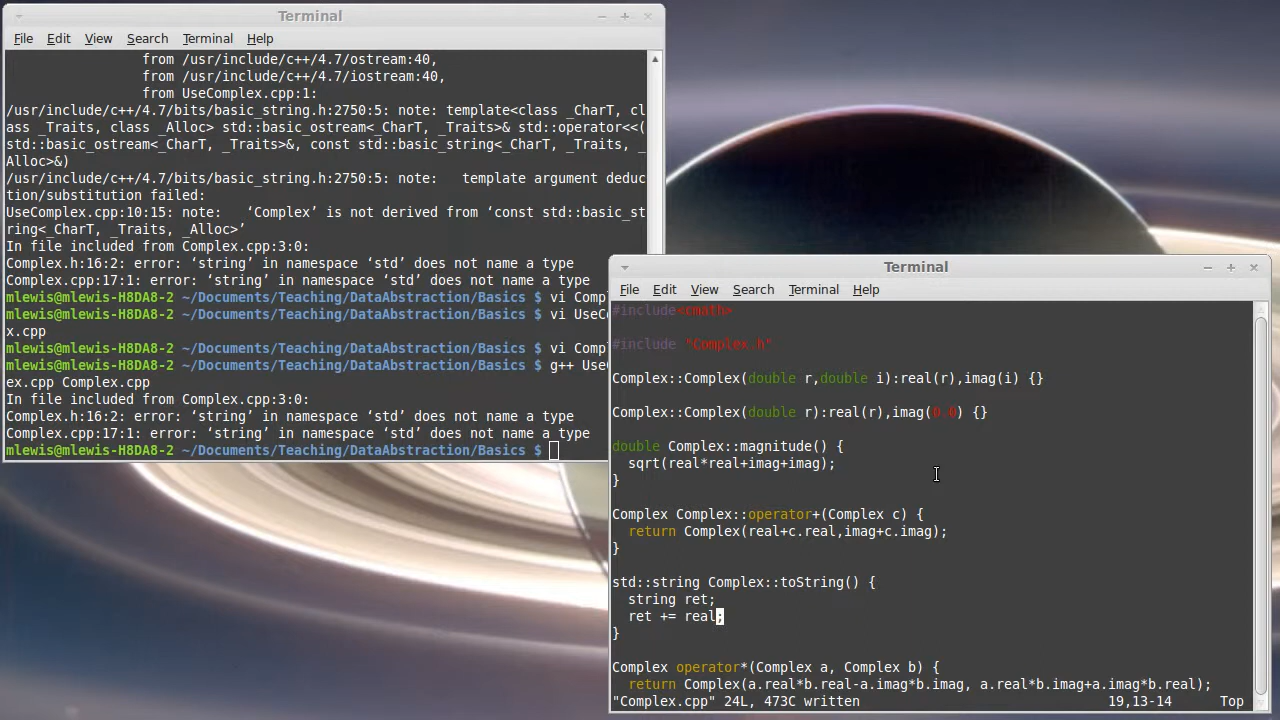 Terminal
File Edit View Search Terminal Help
from /usr/include/c++/4.7/ostream:40,
from /usr/include/c++/4.7/iostream:40,
from UseComplex.cpp:1:
/usr/include/c++/4.7/bits/basic_string.h:2750:5: note: template<class _CharT, cl
ass _Traits, class _Alloc> std::basic_ostream<_CharT, _Traits>& std::operator<<(
std::basic_ostream<_CharT, _Traits>&, const std::basic_string<_CharT, _Traits, _
Alloc>&)
/usr/include/c++/4.7/bits/basic_string.h:2750:5: note:   template argument deduc
tion/substitution failed:
UseComplex.cpp:10:15: note:   ‘Complex’ is not derived from ‘const std::basic_st
ring<_CharT, _Traits, _Alloc>’
In file included from Complex.cpp:3:0:
Complex.h:16:2: error: ‘string’ in namespace ‘std’ does not name a type
Complex.cpp:17:1: error: ‘string’ in namespace ‘std’ does not name a type
mlewis@mlewis-H8DA8-2 ~/Documents/Teaching/DataAbstraction/Basics $ vi Compl
mlewis@mlewis-H8DA8-2 ~/Documents/Teaching/DataAbstraction/Basics $ vi UseC
x.cpp
mlewis@mlewis-H8DA8-2 ~/Documents/Teaching/DataAbstraction/Basics $ vi Compl
mlewis@mlewis-H8DA8-2 ~/Documents/Teaching/DataAbstraction/Basics $ g++ Use
ex.cpp Complex.cpp
In file included from Complex.cpp:3:0:
Complex.h:16:2: error: ‘string’ in namespace ‘std’ does not name a type
Complex.cpp:17:1: error: ‘string’ in namespace ‘std’ does not name a type
mlewis@mlewis-H8DA8-2 ~/Documents/Teaching/DataAbstraction/Basics $
Terminal
File Edit View Search Terminal Help
#include<cmath>
#include "Complex.h"
Complex::Complex(double r,double i):real(r),imag(i) {}
Complex::Complex(double r):real(r),imag(0.0) {}
double Complex::magnitude() {
sqrt(real*real+imag+imag);
}
Complex Complex::operator+(Complex c) {
return Complex(real+c.real,imag+c.imag);
}
std::string Complex::toString() {
string ret;
ret += real;
}
Complex operator*(Complex a, Complex b) {
return Complex(a.real*b.real-a.imag*b.imag, a.real*b.imag+a.imag*b.real);
"Complex.cpp" 24L, 473C written 19,13-14 Top